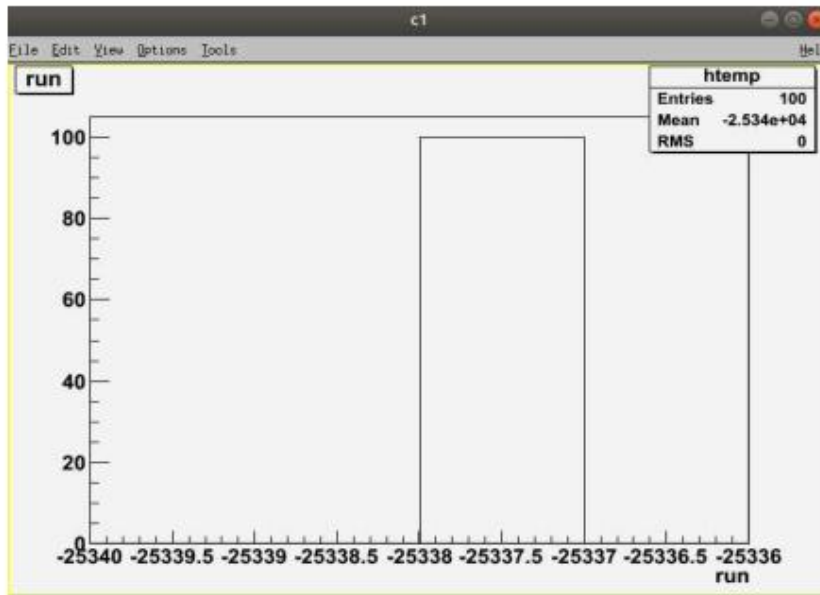 c1
File Edit View Options Tools Hel
run
htemp
Entries 100
Mean -2.534e+04
RMS 0
100
80
60
40
20
0
-25340 -25339.5 -25339 -25338.5 -25338 -25337.5 -25337 -25336.5 -25336
run